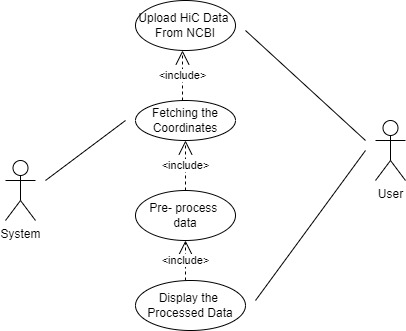 Upload HiC Data
From NCBI
<include>
Fetching the
Coordinates
<include>
System
User
Pre- process
data
<include>
Display the
Processed Data